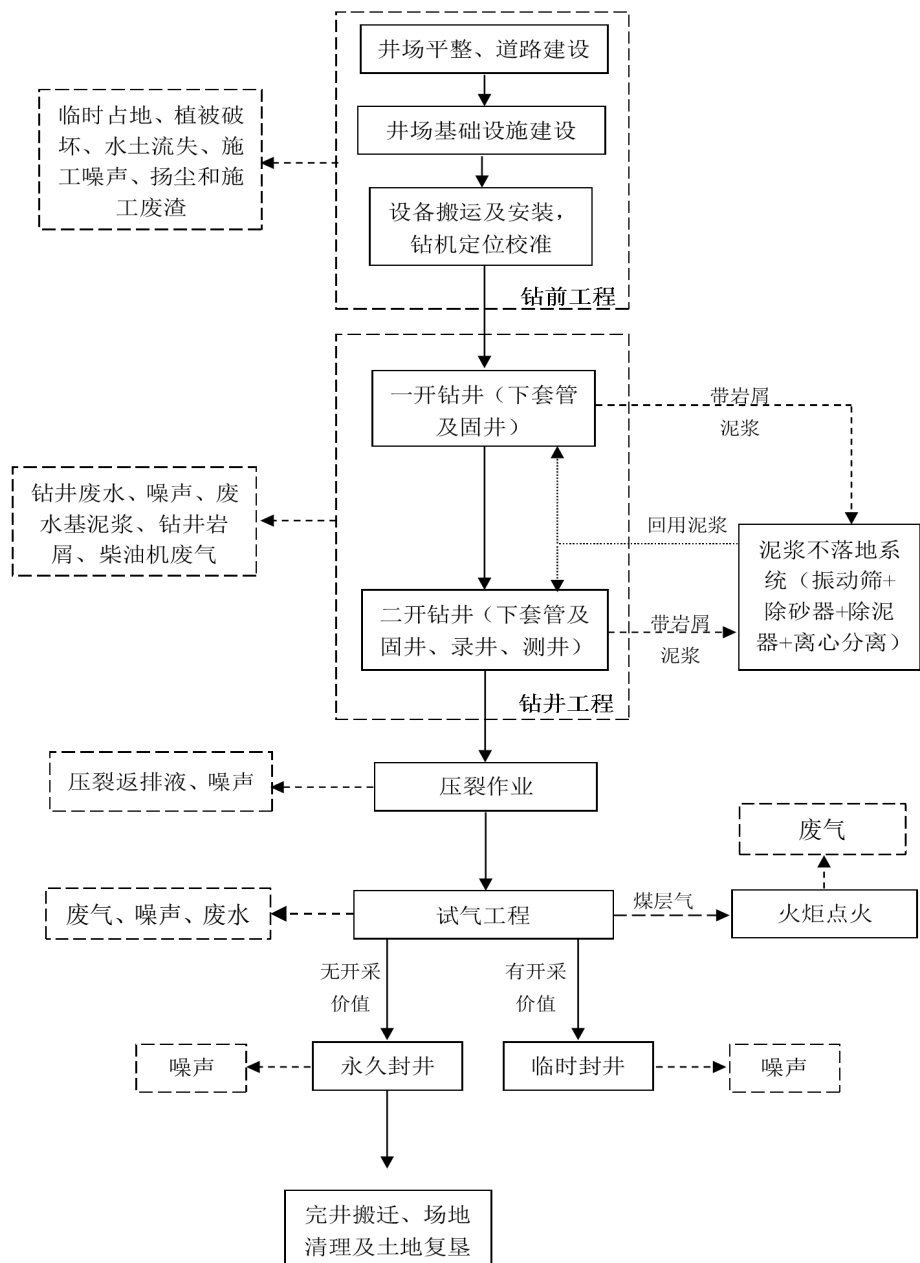 井场平整、道路建设
临时占地、植被破
坏、水土流失、施
工噪声、扬尘和施
工废渣
井场基础设施建设
设备搬运及安装，
钻机定位校准
钻前工程
一开钻井（下套管
及固井）
带岩屑
泥浆
钻井废水、噪声、废
水基泥浆、钻井岩
屑、柴油机废气
回用泥浆
泥浆不落地系
统（振动筛+
除砂器+除泥
器+离心分离）
二开钻井（下套管及
固井、录井、测井）
带岩屑
泥浆
钻井工程
压裂返排液、噪声
压裂作业
废气
废气、噪声、废水
试气工程
煤层气
火炬点火
无开采
价值
有开采
价值
噪声
永久封井
临时封井
噪声
完井搬迁、场地
清理及土地复垦